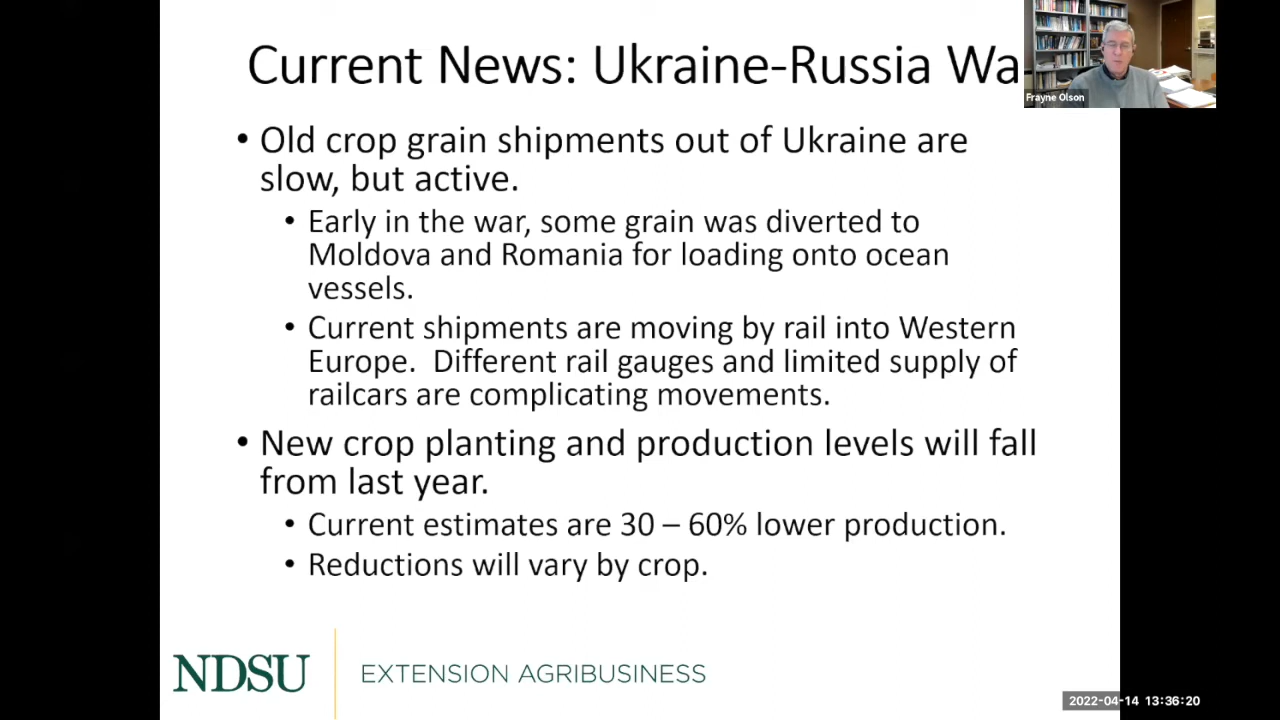 Current News: Ukraine-Russia Wa
Frayne Olson
• Old crop grain shipments out of Ukraine are
slow, but active.
• Early in the war, some grain was diverted to
Moldova and Romania for loading onto ocean
vessels.
• Current shipments are moving by rail into Western
Europe.  Different rail gauges and limited supply of
railcars are complicating movements.
• New crop planting and production levels will fall
from last year.
• Current estimates are 30 – 60% lower production.
• Reductions will vary by crop.
NDSU
EXTENSION AGRIBUSINESS
2022-04-14 13:36:20